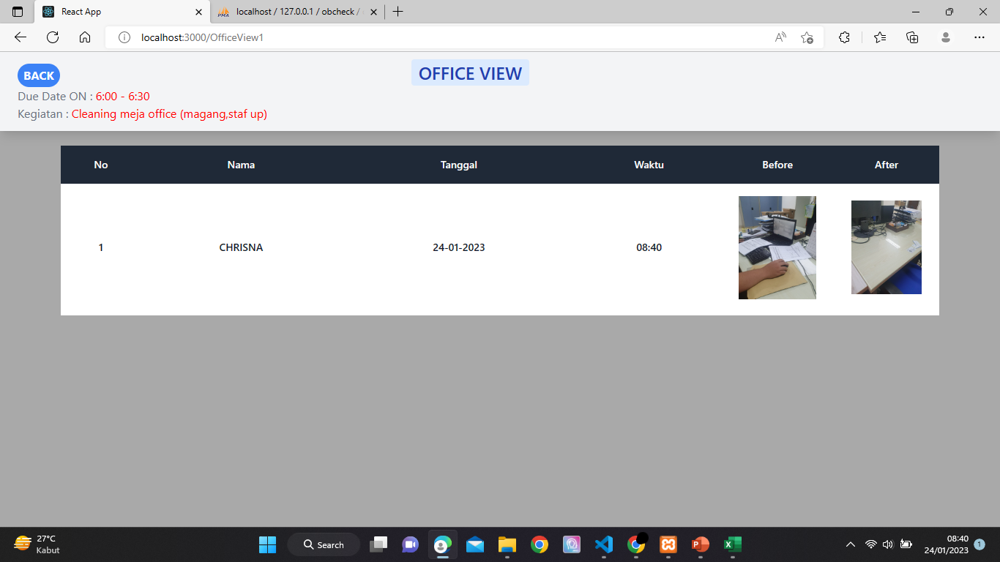 React App
localhost / 127.0.0.1 / obcheck /
localhost:3000/OfficeView1
BACK
OFFICE VIEW
Due Date ON : 6:00 - 6:30
Kegiatan : Cleaning meja office (magang,staf up)
No Nama Tanggal Waktu Before After
1 CHRISNA 24-01-2023 08:40
27°C
Kabut
Search
08:40
24/01/2023
1